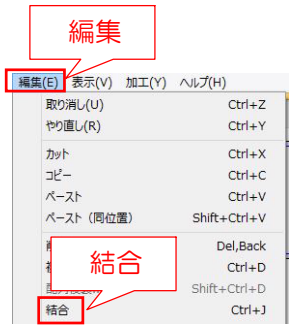 編集
編集(E) 表示(V) 加工(Y) ヘルプ(H)
取り消し(U) Ctrl+Z
やり直し(R) Ctrl+Y
カット Ctrl+X
コピー Ctrl+C
ペースト Ctrl+V
ペースト（同位置） Shift+Ctrl+V
Del,Back
結合
Ctrl+D
Shift+Ctrl+D
結合 Ctrl+J